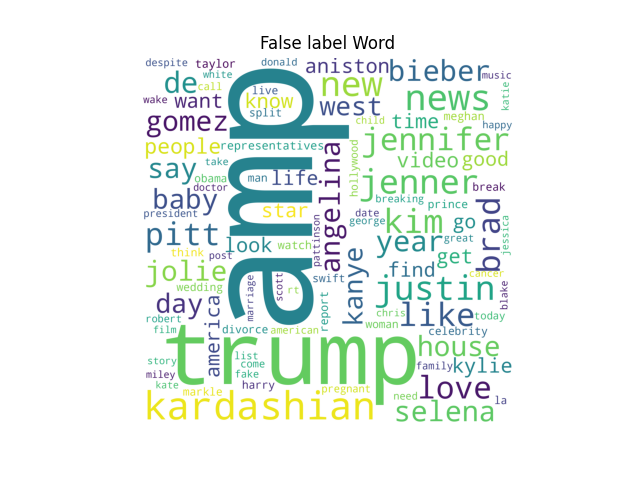 False label Word
despite taylor donald aniston bieber music
de white call live new news katie
wake want know west
gomez split child time meghan happy
people representatives jennifer
say take hollywood video good
obama man life jenner break
doctor angelina breaking
baby star prince brad
president pattinson date george kim go jessica
pitt look watch year great
think post get
jolie swift find cancer
wedding marriage scott rt kanye justin blake
day america report chris like today
robert woman
film divorce american celebrity
trump house
story list come family kylie
miley fake
kate harry pregnant need love
markle la
kardashian selena
amp